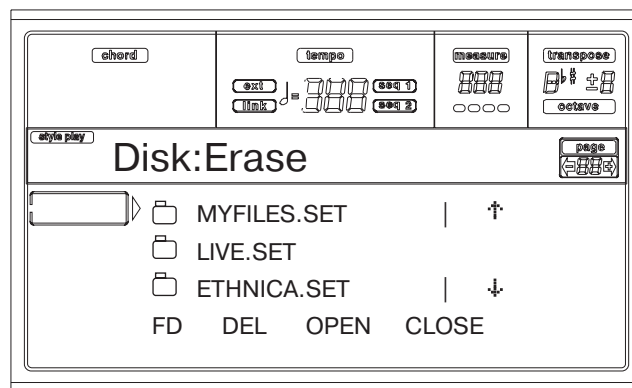 chord
tempo
measure
transpose
ext
seq 1
link
seq 2
octave
style play
Disk:Erase
page
MYFILES.SET
LIVE.SET
ETHNICA.SET
FD DEL OPEN CLOSE